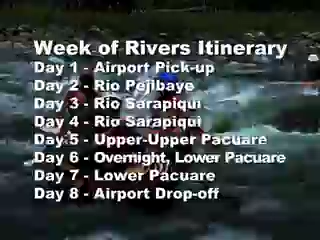 Week of Rivers Itinerary
Day 1 - Airport Pick-up
Day 2 - Rio Pejibaye
Day 3 - Rio Sarapiqui
Day 4 - Rio Sarapiqui
Day 5 - Upper-Upper Pacuare
Day 6 - Overnight, Lower Pacuare
Day 7 - Lower Pacuare
Day 8 - Airport Drop-off